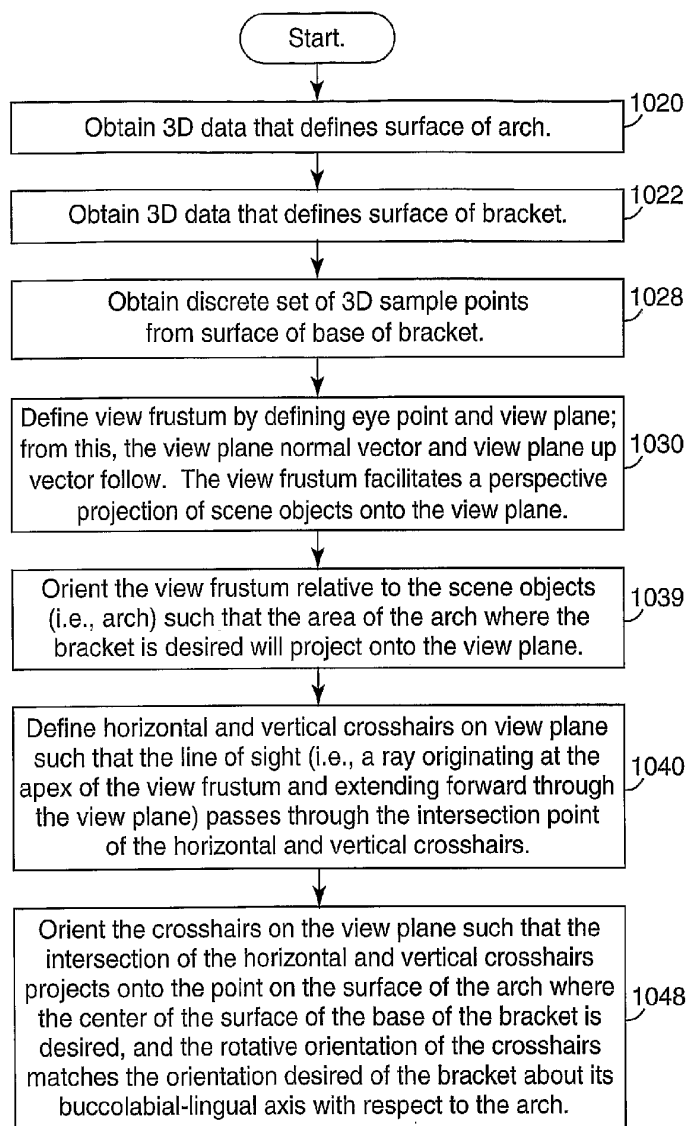 Start.
1020
Obtain 3D data that defines surface of arch.
1022
Obtain 3D data that defines surface of bracket.
1028
Obtain discrete set of 3D sample points
from surface of base of bracket.
Define view frustum by defining eye point and view plane;
from this, the view plane normal vector and view plane up
1030
vector follow. The view frustum facilitates a perspective
projection of scene objects onto the view plane.
Orient the view frustum relative to the scene objects
1039
(i.e., arch) such that the area of the arch where the
bracket is desired will project onto the view plane.
Define horizontal and vertical crosshairs on view plane
such that the line of sight (i.e., a ray originating at the
1040
apex of the view frustum and extending forward through
the view plane) passes through the intersection point
of the horizontal and vertical crosshairs.
Orient the crosshairs on the view plane such that the
intersection of the horizontal and vertical crosshairs
projects onto the point on the surface of the arch where
1048
the center of the surface of the base of the bracket is
desired, and the rotative orientation of the crosshairs
matches the orientation desired of the bracket about its
buccolabial-lingual axis with respect to the arch.